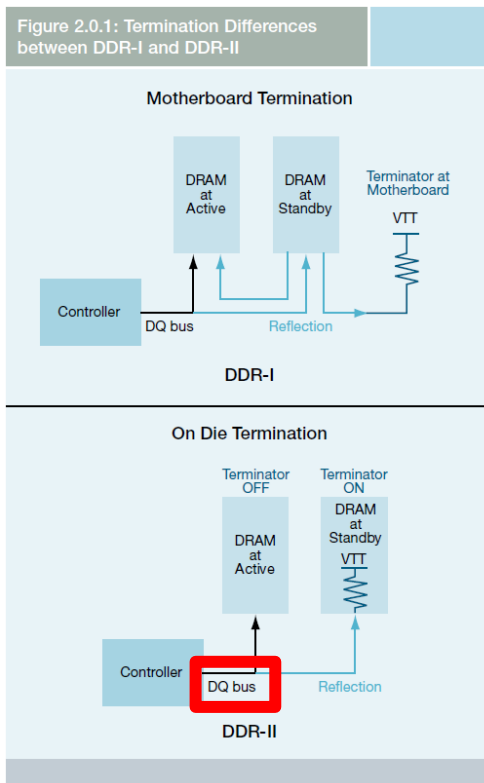 Figure 2.0.1: Termination Differences
between DDR-I and DDR-II
Motherboard Termination
DRAM
at
Active
DRAM
at
Standby
Terminator at
Motherboard
VTT
Controller
DQ bus
Reflection
DDR-I
On Die Termination
Terminator
OFF
Terminator
ON
DRAM
at
Active
DRAM
at
Standby
VTT
Controller
DQ bus
Reflection
DDR-II